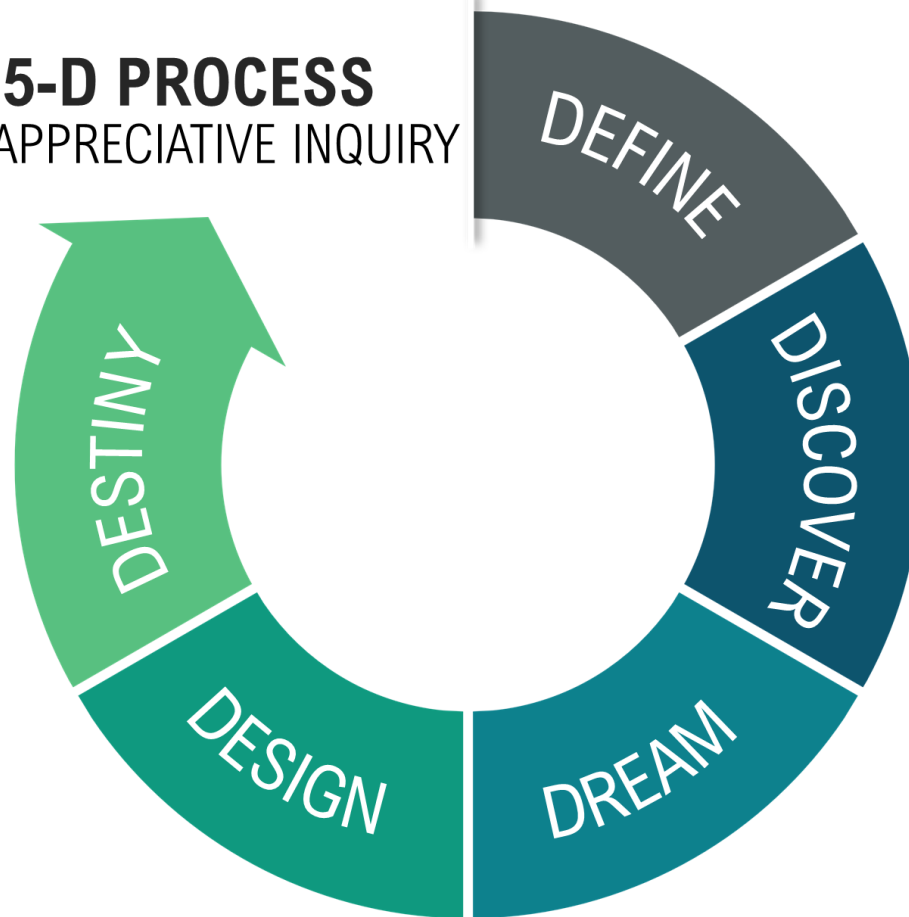 5-D PROCESS
APPRECIATIVE INQUIRY
DEFINE
DISCOVER
DREAM
DESIGN
DESTINY